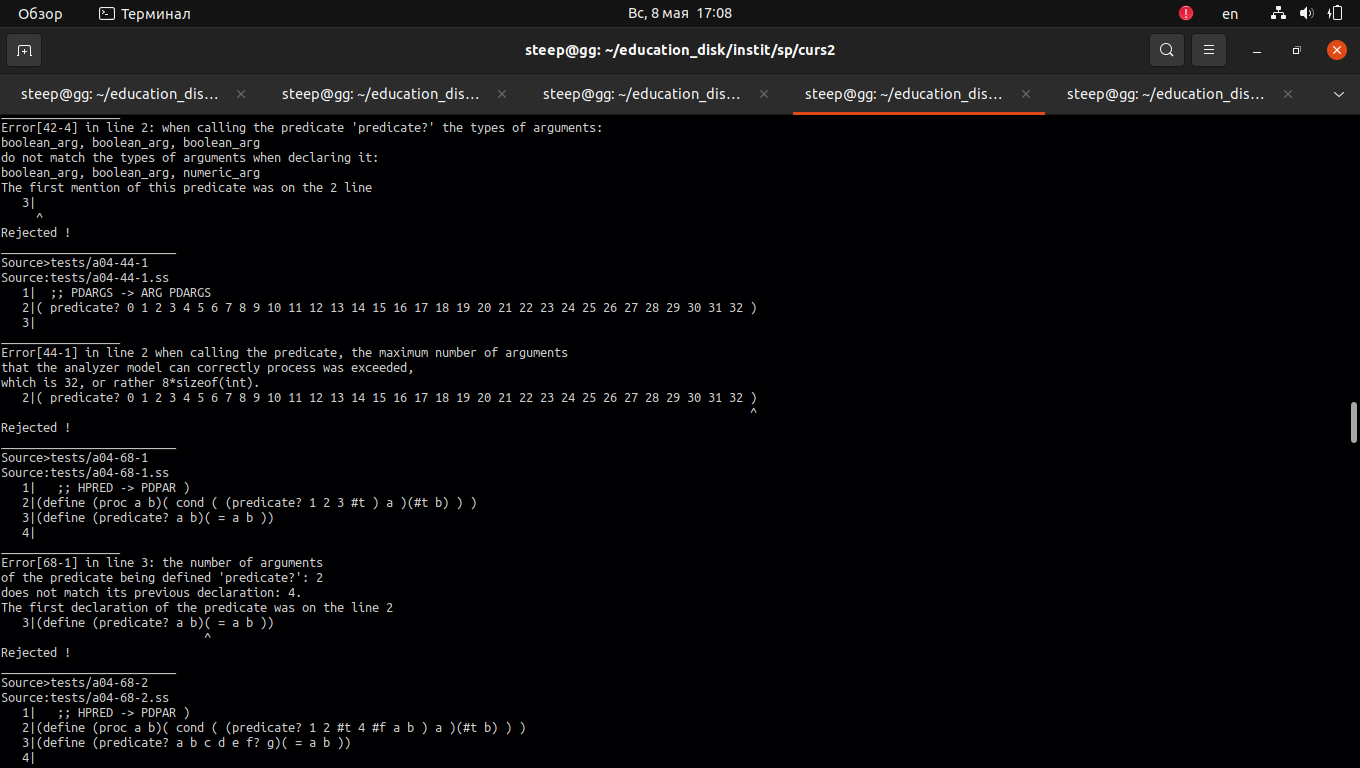 Обзор
Терминал
Вс, 8 мая 17:08
en
steep@gg: ~/education_disk/instit/sp/curs2
steep@gg: ~/education_dis…
steep@gg: ~/education_dis…
steep@gg: ~/education_dis…
steep@gg: ~/education_dis…
steep@gg: ~/education_dis…
Error[42-4] in line 2: when calling the predicate 'predicate?' the types of arguments:
boolean_arg, boolean_arg, boolean_arg
do not match the types of arguments when declaring it:
boolean_arg, boolean_arg, numeric_arg
The first mention of this predicate was on the 2 line
3|
^
Rejected !
_________________________
Source>tests/a04-44-1
Source:tests/a04-44-1.ss
1|  ;; PDARGS -> ARG PDARGS
2|( predicate? 0 1 2 3 4 5 6 7 8 9 10 11 12 13 14 15 16 17 18 19 20 21 22 23 24 25 26 27 28 29 30 31 32 )
3|
_________________
Error[44-1] in line 2 when calling the predicate, the maximum number of arguments
that the analyzer model can correctly process was exceeded,
which is 32, or rather 8*sizeof(int).
2|( predicate? 0 1 2 3 4 5 6 7 8 9 10 11 12 13 14 15 16 17 18 19 20 21 22 23 24 25 26 27 28 29 30 31 32 )
^
Rejected !
_________________________
Source>tests/a04-68-1
Source:tests/a04-68-1.ss
1|   ;; HPRED -> PDPAR )
2|(define (proc a b)( cond ( (predicate? 1 2 3 #t ) a )(#t b) ) )
3|(define (predicate? a b)( = a b ))
4|
_________________
Error[68-1] in line 3: the number of arguments
of the predicate being defined 'predicate?': 2
does not match its previous declaration: 4.
The first declaration of the predicate was on the line 2
3|(define (predicate? a b)( = a b ))
^
Rejected !
_________________________
Source>tests/a04-68-2
Source:tests/a04-68-2.ss
1|   ;; HPRED -> PDPAR )
2|(define (proc a b)( cond ( (predicate? 1 2 #t 4 #f a b ) a )(#t b) ) )
3|(define (predicate? a b c d e f? g)( = a b ))
4|